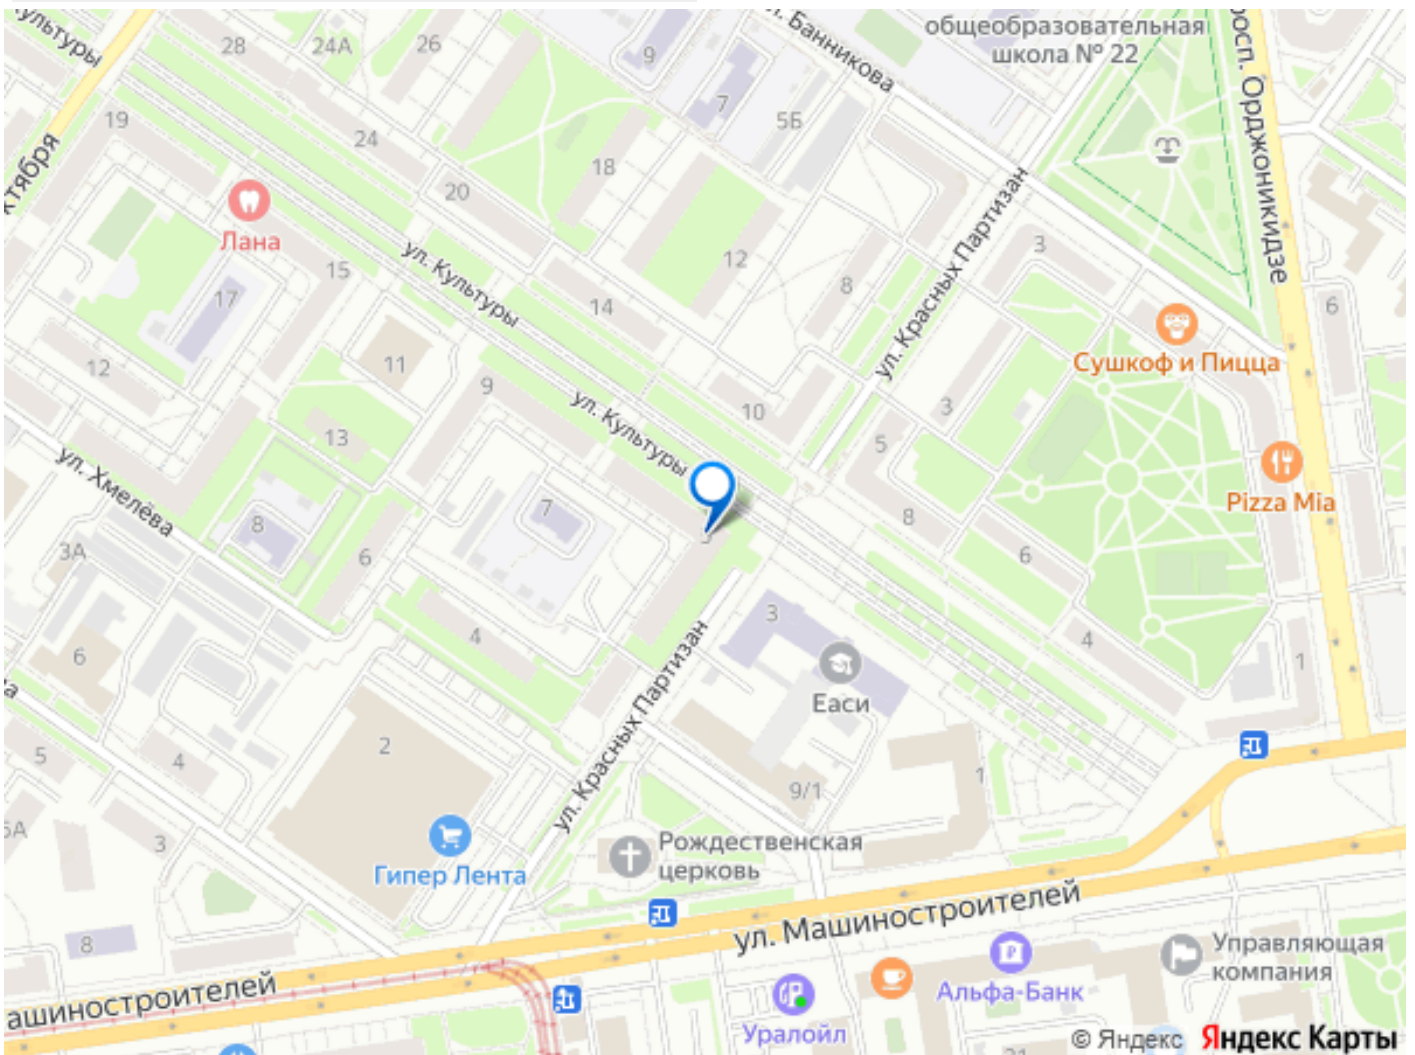 ультуры
28
24А
26
9
л. Банникова
общеобразовательная
школа № 22
росп. Орджоникидзе
7
5Б
19
24
18
20
ктября
Лана
15
17
ул. Культуры
12
8
3
ул. Красных Партизан
6
Сушкоф и Пицца
14
11
12
9
ул. Культуры
10
3
5
13
Pizza Mia
ул. Хмелёва
7
8
8
6
6
3А
4
3
4
1
6
Еаси
ул. Красных Партизан
а
5
4
2
9/1
1
5А
3
Гипер Лента
Рождественская
церковь
8
ул. Машиностроителей
ашиностроителей
Управляющая
компания
Альфа-Банк
Уралойл
© Яндекс Яндекс Карты